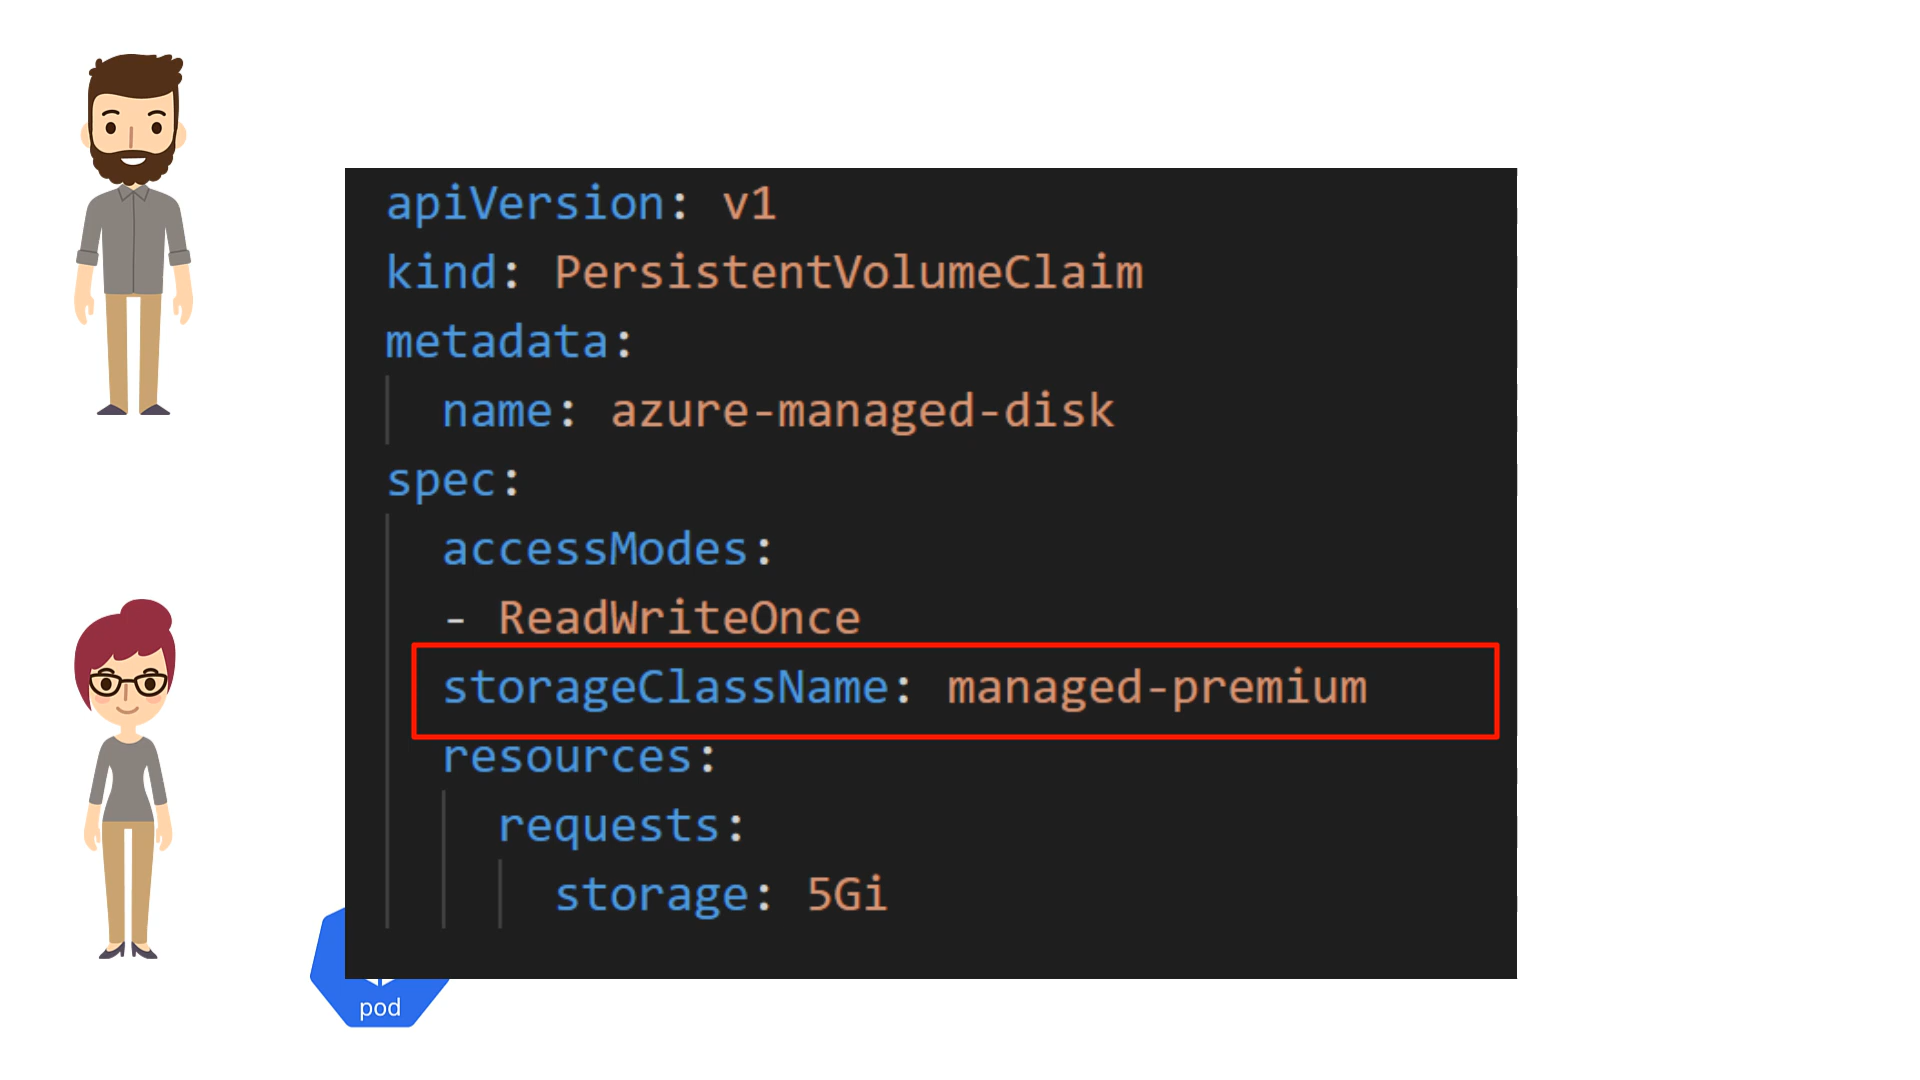 apiVersion: v1
kind: PersistentVolumeClaim
metadata:
name: azure-managed-disk
spec:
accessModes:
- ReadWriteOnce
storageClassName: managed-premium
resources:
requests:
storage: 5Gi
pod